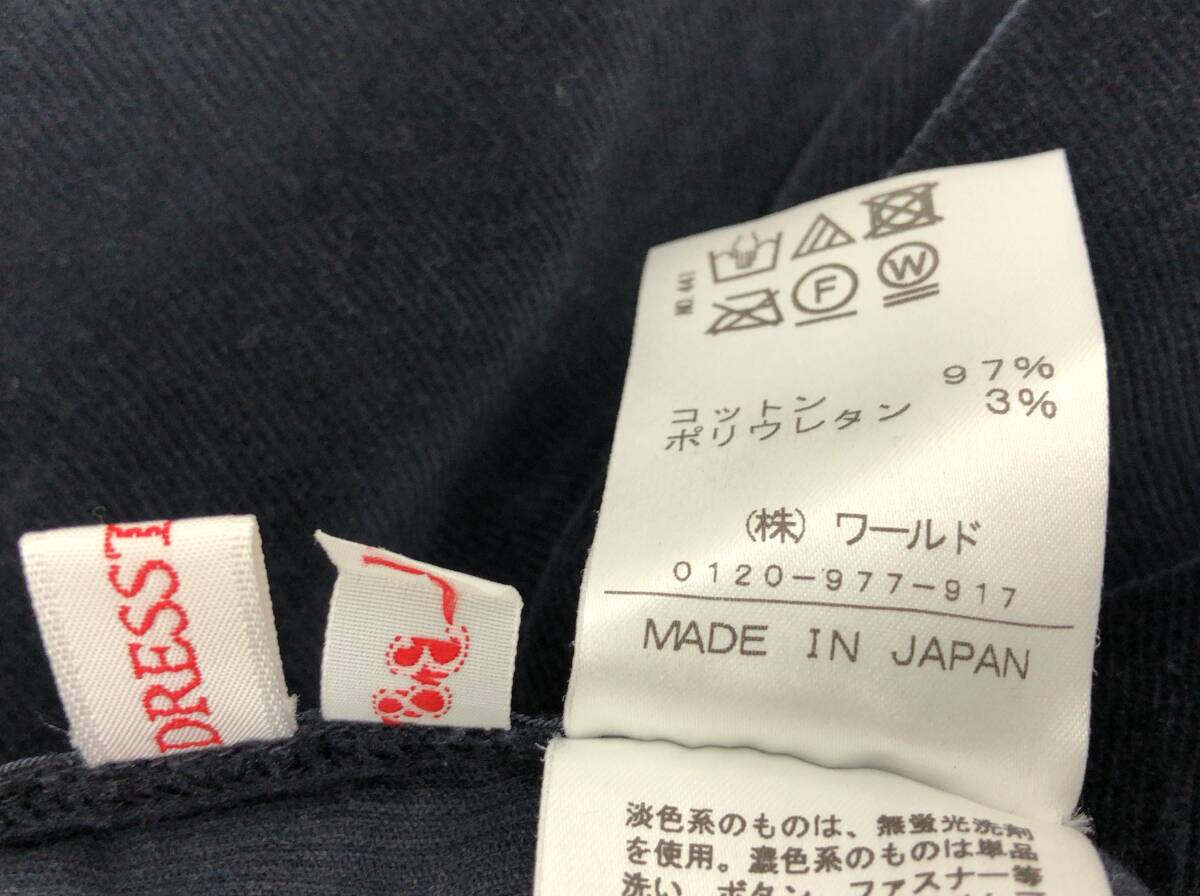 NO.441
F
W
コットン 97%
ポリウレタン 3%
(株)ワールド
0120-977-917
MADE IN JAPAN
淡色系のものは、無蛍光洗剤
を使用。濃色系のものは単品
洗い、ボタン、ファスナー等
DRESST